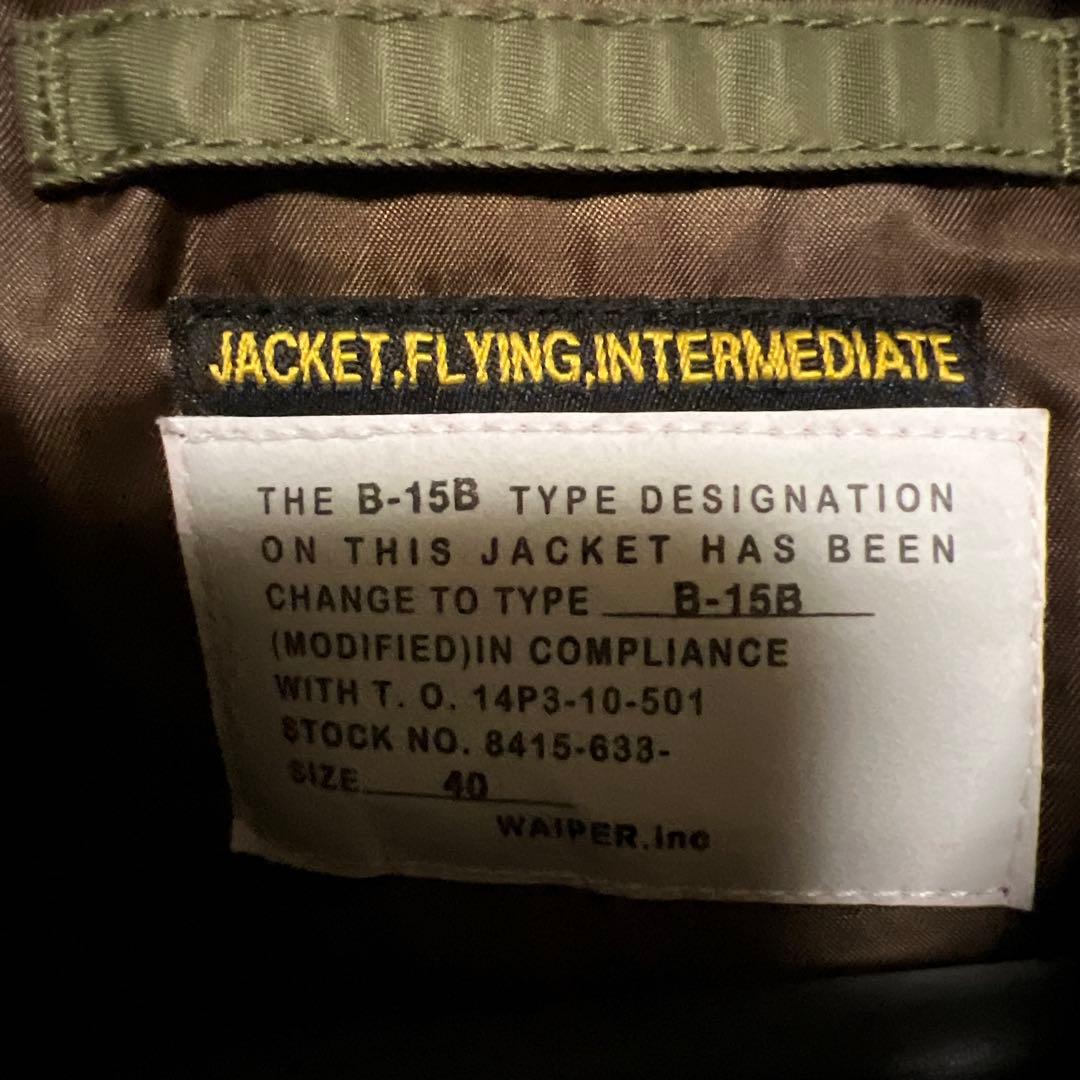 JACKET,FLYING,INTERMEDIATE
THE B-15B TYPE DESIGNATION
ON THIS JACKET HAS BEEN
CHANGE TO TYPE B-15B
(MODIFIED)IN COMPLIANCE
WITH T. O. 14P3-10-501
STOCK NO. 8415-633-
SIZE 40
WAIPER.inc